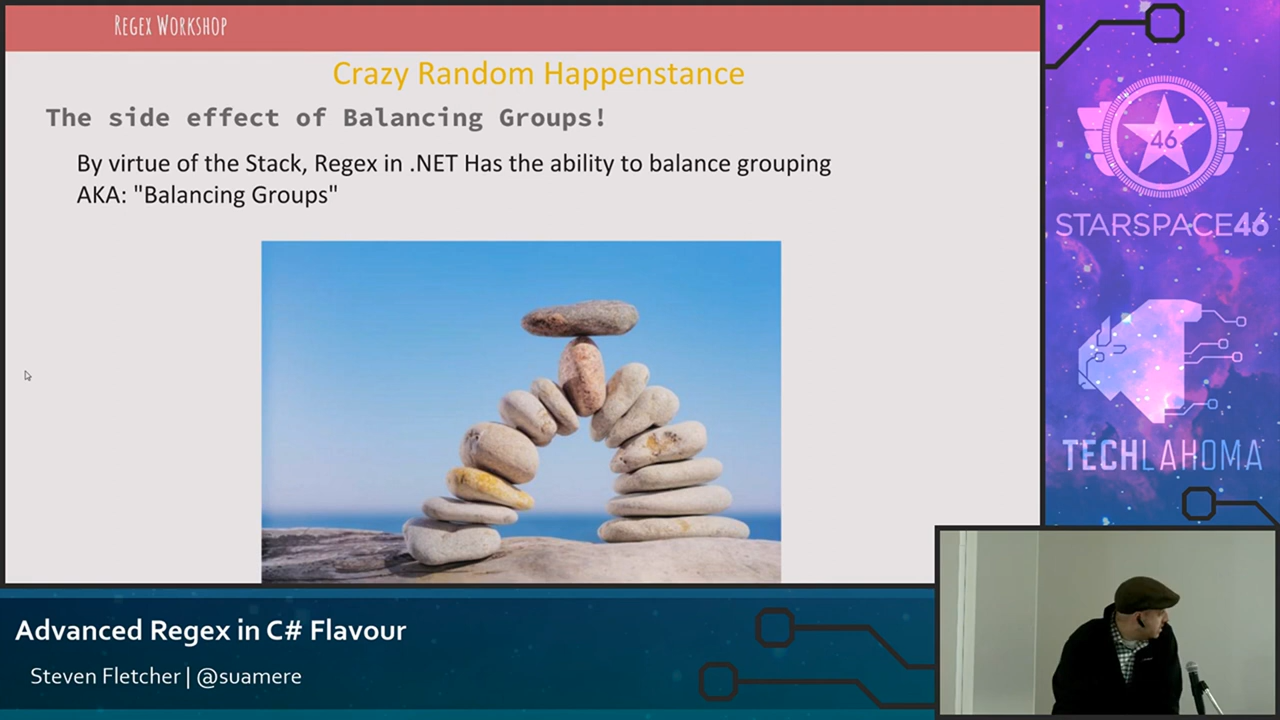 Regex Workshop
Crazy Random Happenstance
The side effect of Balancing Groups!
By virtue of the Stack, Regex in .NET Has the ability to balance grouping
AKA: "Balancing Groups"
46
STARSPACE46
TECHLAHOMA
Advanced Regex in C# Flavour
Steven Fletcher | @suamere